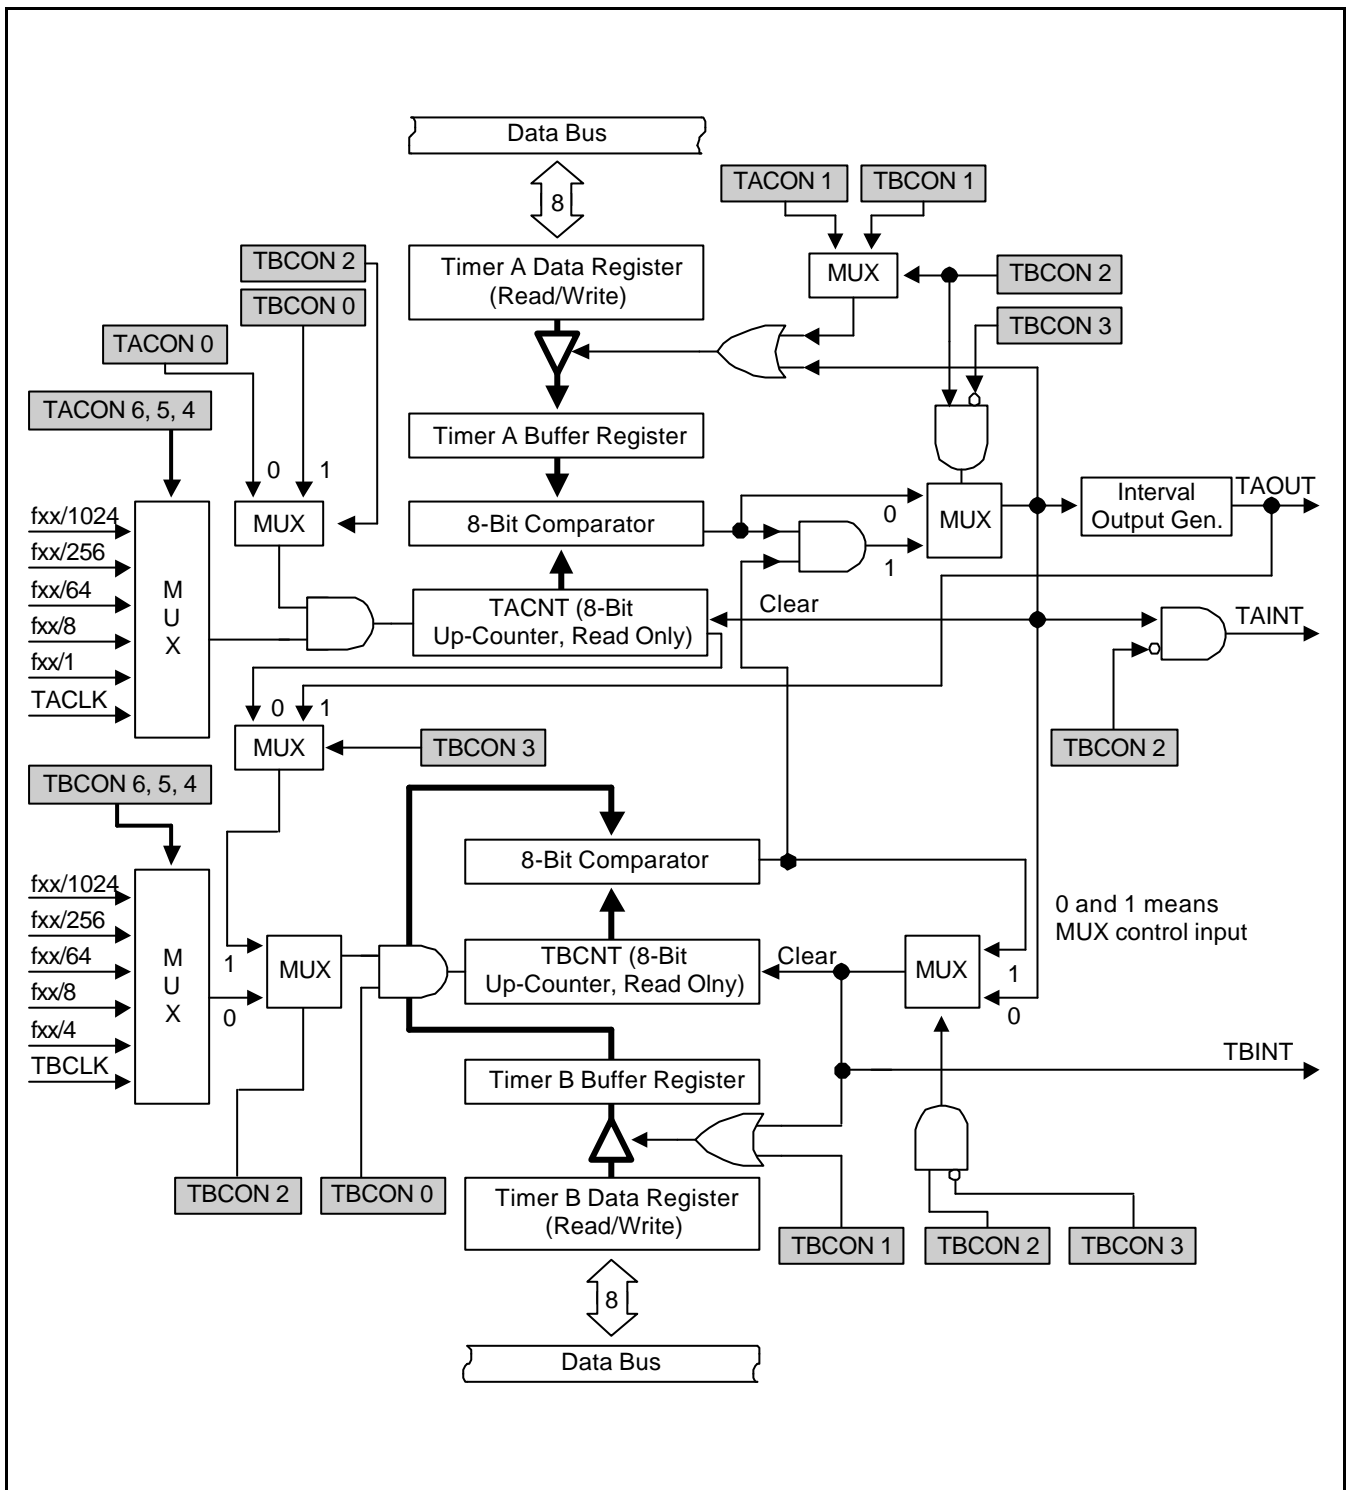 Data Bus
8
TACON 1
TBCON 1
TBCON 2
Timer A Data Register
(Read/Write)
MUX
TBCON 2
TBCON 0
TBCON 3
TACON 0
TACON 6, 5, 4
Timer A Buffer Register
0
1
fxx/1024
fxx/256
fxx/64
fxx/8
fxx/1
TACLK
M
U
X
MUX
8-Bit Comparator
0
1
MUX
Interval
Output Gen.
TAOUT
TACNT (8-Bit
Up-Counter, Read Only)
Clear
TAINT
0
1
MUX
TBCON 3
TBCON 2
TBCON 6, 5, 4
8-Bit Comparator
fxx/1024
fxx/256
fxx/64
fxx/8
fxx/4
TBCLK
M
U
X
1
0
MUX
TBCNT (8-Bit
Up-Counter, Read Olny)
Clear
MUX
1
0
0 and 1 means
MUX control input
TBINT
Timer B Buffer Register
TBCON 2
TBCON 0
Timer B Data Register
(Read/Write)
TBCON 1
TBCON 2
TBCON 3
8
Data Bus